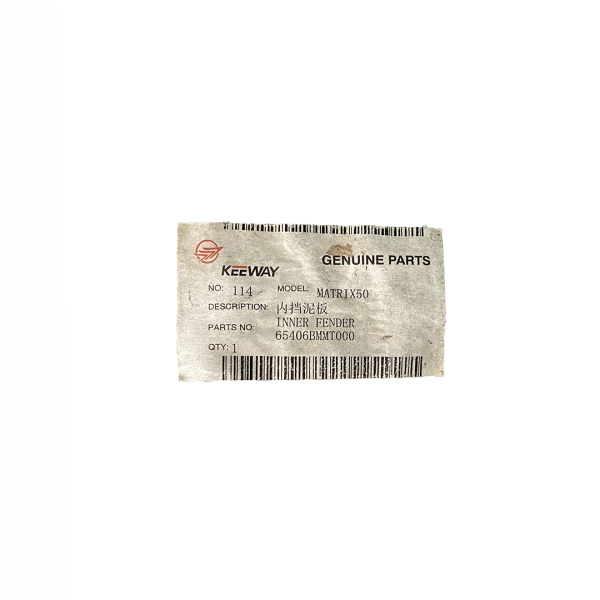 KEEWAY
GENUINE PARTS
NO: 114 MODEL: MATRIX50
DESCRIPTION: 内挡泥板
INNER FENDER
PARTS NO: 65406BMMT000
QTY: 1